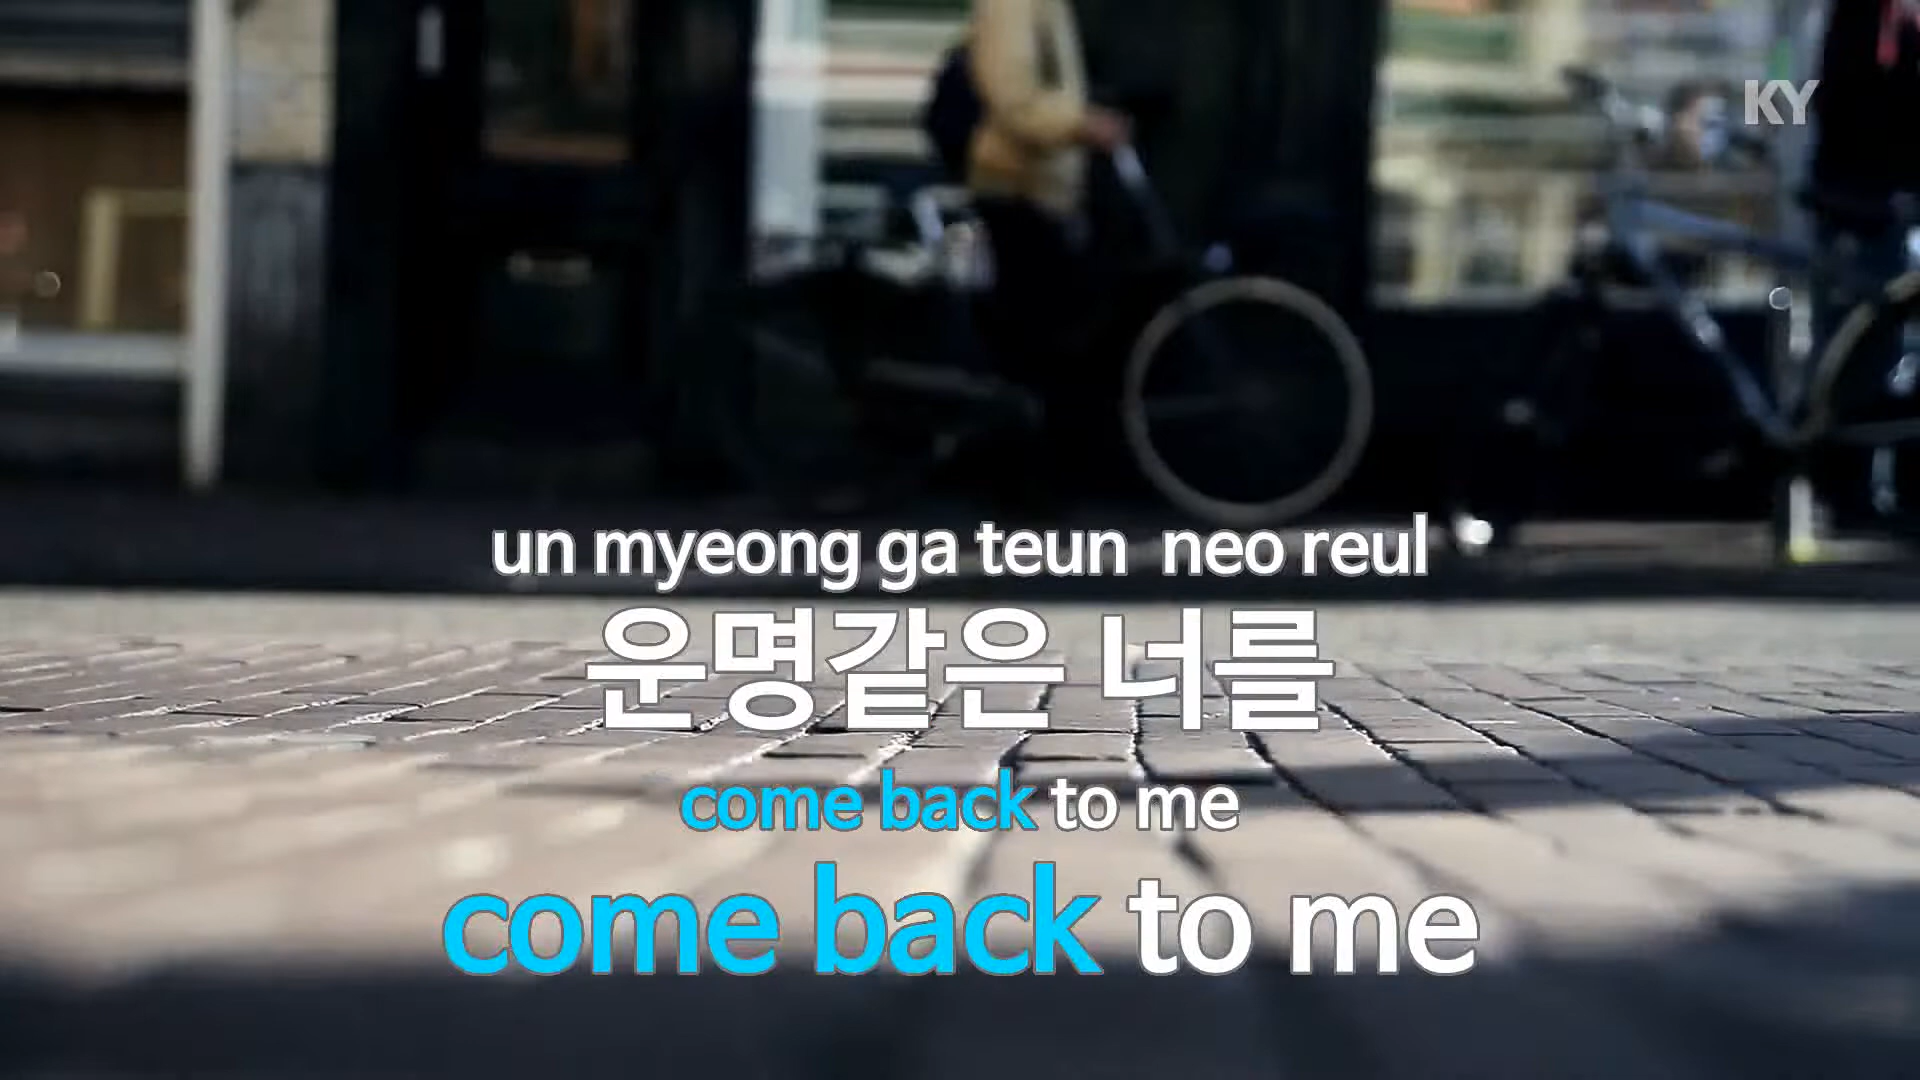 KY
un myeong ga teun neo reul
운명같은 너를
come back to me
come back to me